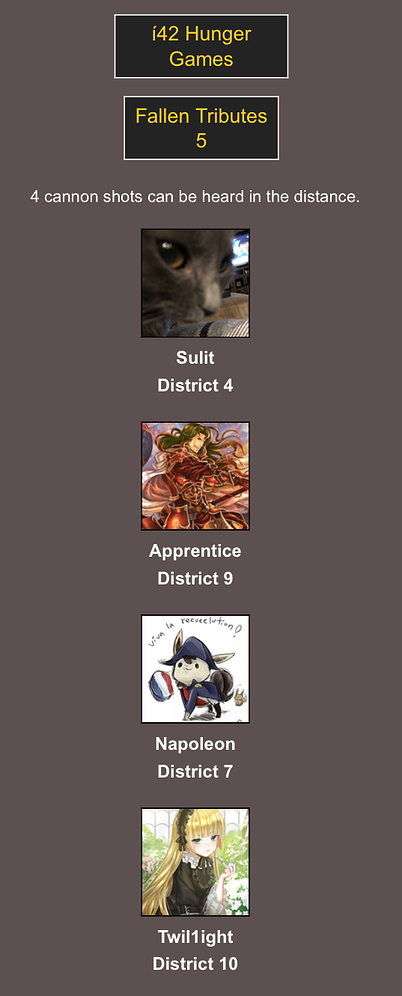 í42 Hunger
Games
Fallen Tributes
5
4 cannon shots can be heard in the distance.
Sulit
District 4
Apprentice
District 9
viva la reeveelution!
Napoleon
District 7
Twil1ight
District 10